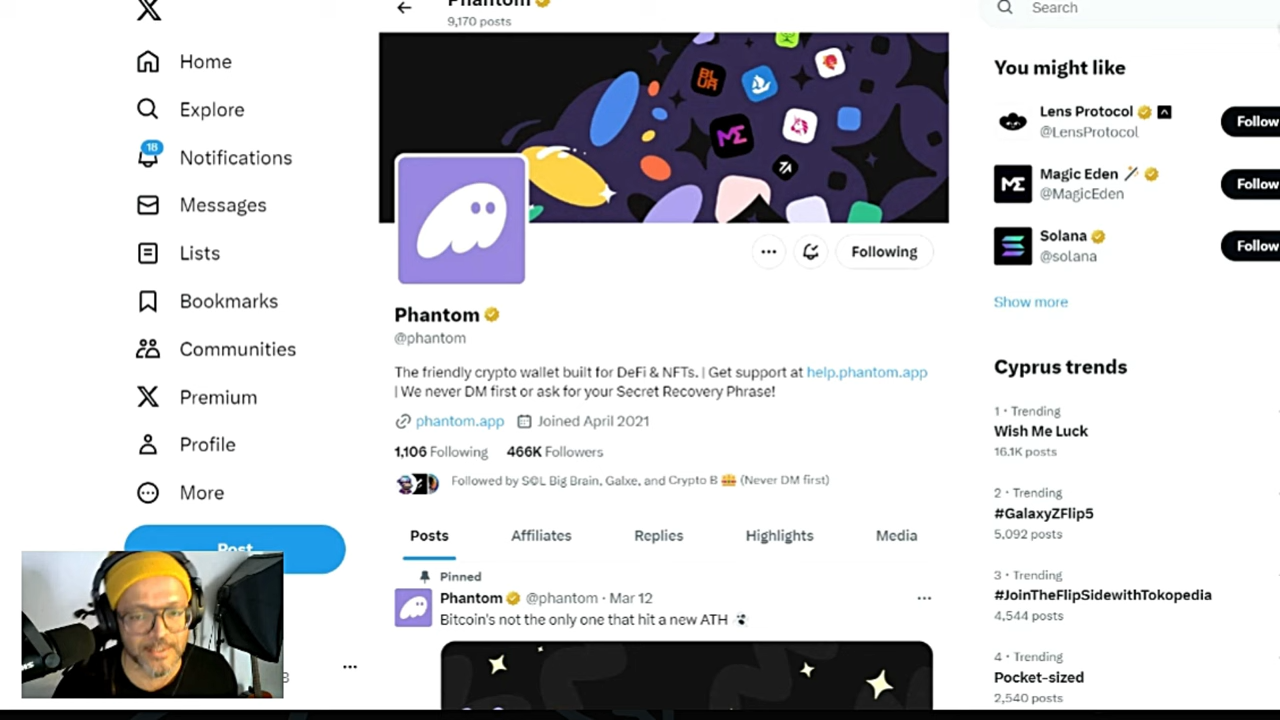 Phantom
9,170 posts
Search
Home
Explore
18
Notifications
Messages
Lists
Bookmarks
Communities
Premium
Profile
More
Post
BL
UR
ME
Following
Phantom
@phantom
The friendly crypto wallet built for DeFi & NFTs. | Get support at help.phantom.app
| We never DM first or ask for your Secret Recovery Phrase!
phantom.app Joined April 2021
1,106 Following 466K Followers
Followed by S◎L Big Brain, Galxe, and Crypto B (Never DM first)
Posts Affiliates Replies Highlights Media
Pinned
Phantom @phantom · Mar 12
Bitcoin's not the only one that hit a new ATH
You might like
Lens Protocol
@LensProtocol
Follow
ME
Magic Eden
@MagicEden
Follow
Solana
@solana
Follow
Show more
Cyprus trends
1 · Trending
Wish Me Luck
16.1K posts
2 · Trending
#GalaxyZFlip5
5,092 posts
3 · Trending
#JoinTheFlipSidewithTokopedia
4,544 posts
4 · Trending
Pocket-sized
2,540 posts